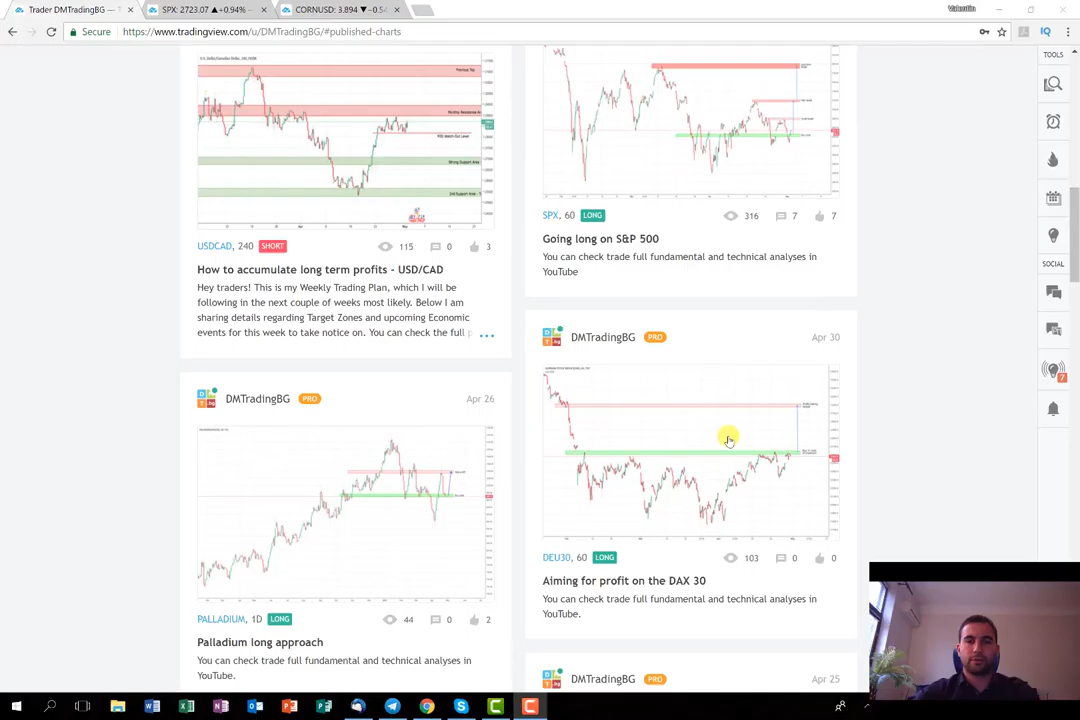 Trader DMTradingBG —
SPX: 2723.07 ▲+0.94%
CORNUSD: 3.894 ▼−0.5
Valentin
Secure
https://www.tradingview.com/u/DMTradingBG/#published-charts
IQ
TOOLS
SOCIAL
7
Previous Top
USDCAD, 240 SHORT
115
0
3
How to accumulate long term profits - USD/CAD
Hey traders! This is my Weekly Trading Plan, which I will be
following in the next couple of weeks most likely. Below I am
sharing details regarding Target Zones and upcoming Economic
events for this week to take notice on. You can check the full p
...
DMTradingBG PRO
Apr 26
PALLADIUM, 1D LONG
44
0
2
Palladium long approach
You can check trade full fundamental and technical analyses in
YouTube.
SPX, 60 LONG
316
7
7
Going long on S&P 500
You can check trade full fundamental and technical analyses in
YouTube
DMTradingBG PRO
Apr 30
DEU30, 60 LONG
103
0
0
Aiming for profit on the DAX 30
You can check trade full fundamental and technical analyses in
YouTube.
DMTradingBG PRO
Apr 25